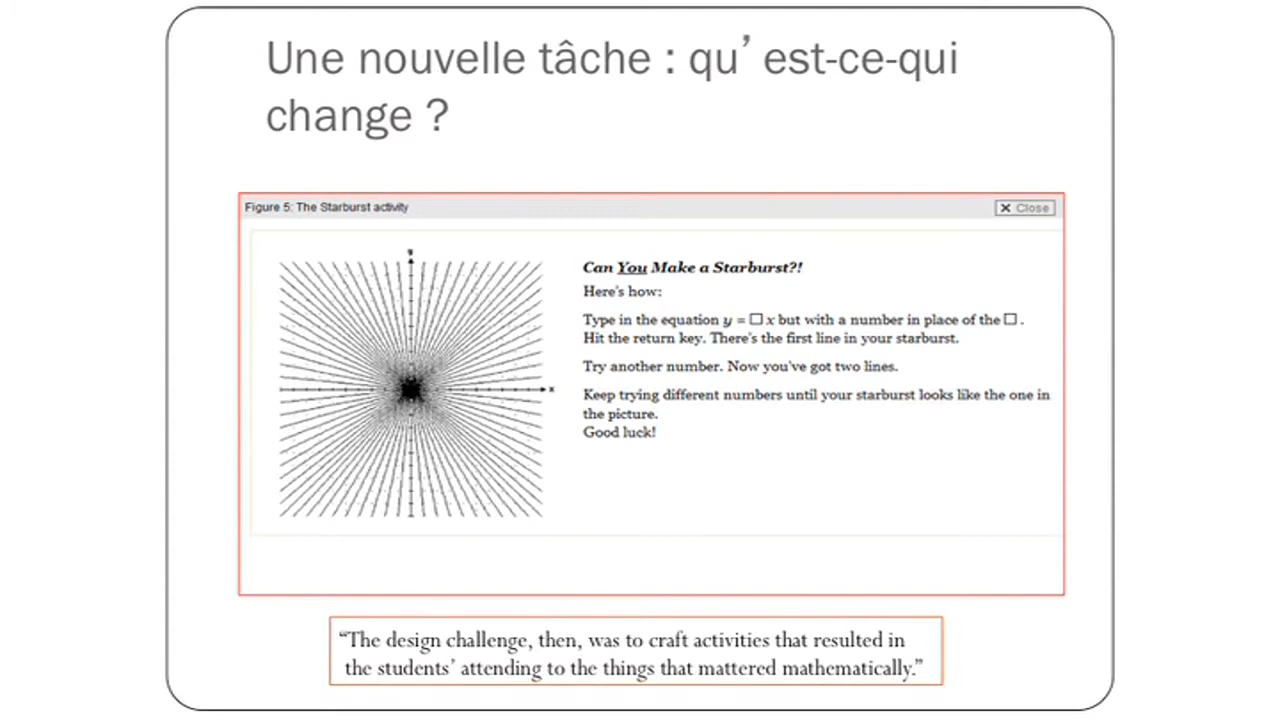 Une nouvelle tâche : qu’ est-ce-qui
change ?
Figure 5: The Starburst activity
X Close
y
x
Can You Make a Starburst?!
Here's how:
Type in the equation y = □ x but with a number in place of the □ .
Hit the return key. There's the first line in your starburst.
Try another number. Now you've got two lines.
Keep trying different numbers until your starburst looks like the one in
the picture.
Good luck!
“The design challenge, then, was to craft activities that resulted in
the students’ attending to the things that mattered mathematically.”